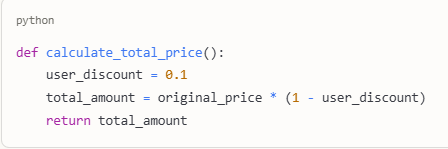 python
def calculate_total_price():
    user_discount = 0.1
    total_amount = original_price * (1 - user_discount)
    return total_amount